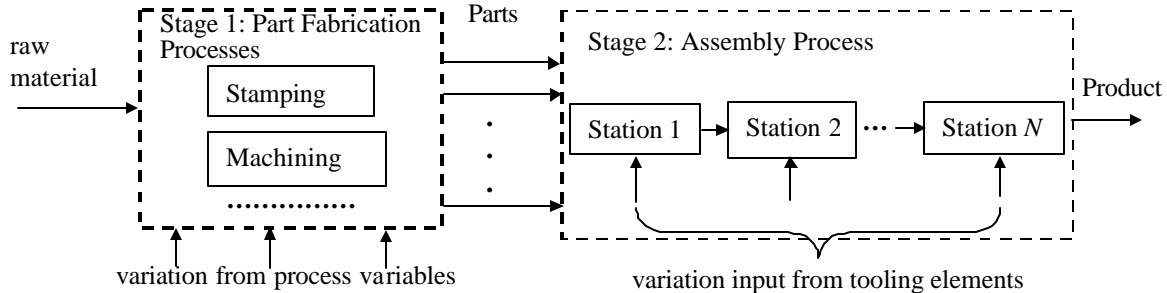 raw
material
Stage 1: Part Fabrication
Processes
Stamping
Machining
...............
variation from process variables
Parts
Stage 2: Assembly Process
Station 1
Station 2
...
Station N
variation input from tooling elements
Product